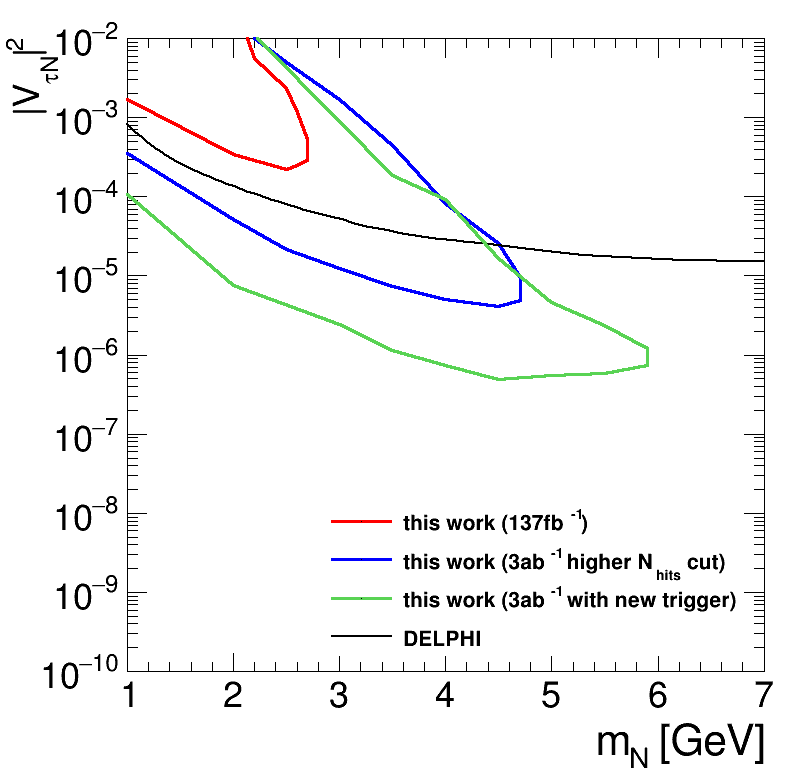 |V_τN|²
10⁻²
10⁻³
10⁻⁴
10⁻⁵
10⁻⁶
10⁻⁷
10⁻⁸
10⁻⁹
10⁻¹⁰
this work (137fb ⁻¹)
this work (3ab ⁻¹ higher N_hits cut)
this work (3ab ⁻¹ with new trigger)
DELPHI
1 2 3 4 5 6 7
m_N [GeV]